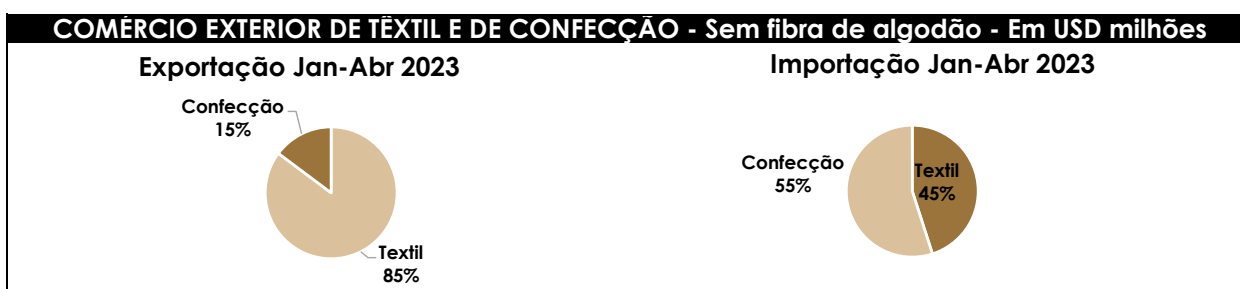 COMÉRCIO EXTERIOR DE TÊXTIL E DE CONFECÇÃO - Sem fibra de algodão - Em USD milhões
Exportação Jan-Abr 2023
Confecção
15%
Textil
85%
Importação Jan-Abr 2023
Confecção
55%
Textil
45%